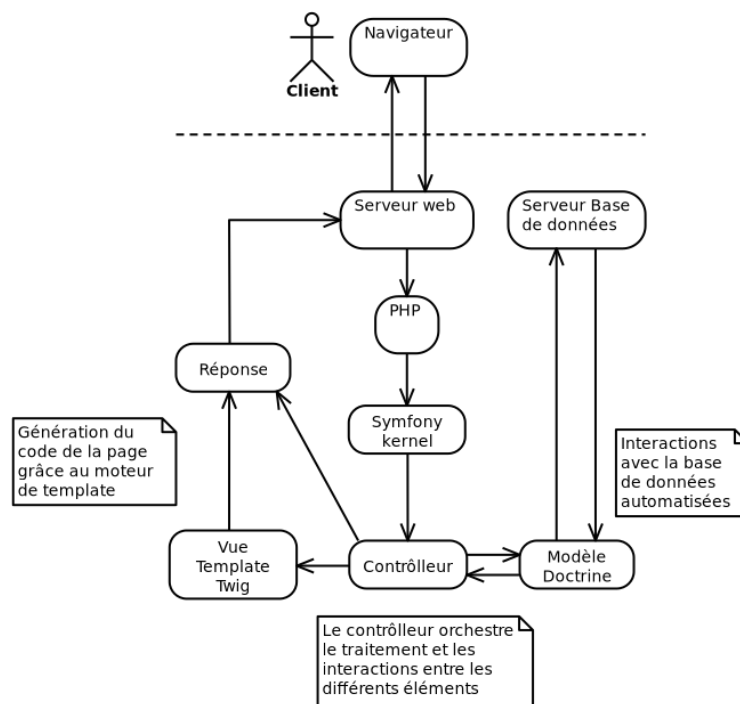 Navigateur
Client
Serveur web
Serveur Base
de données
PHP
Réponse
Symfony
kernel
Génération du
code de la page
grâce au moteur
de template
Interactions
avec la base
de données
automatisées
Vue
Template
Twig
Contrôlleur
Modèle
Doctrine
Le contrôlleur orchestre
le traitement et les
interactions entre les
différents éléments